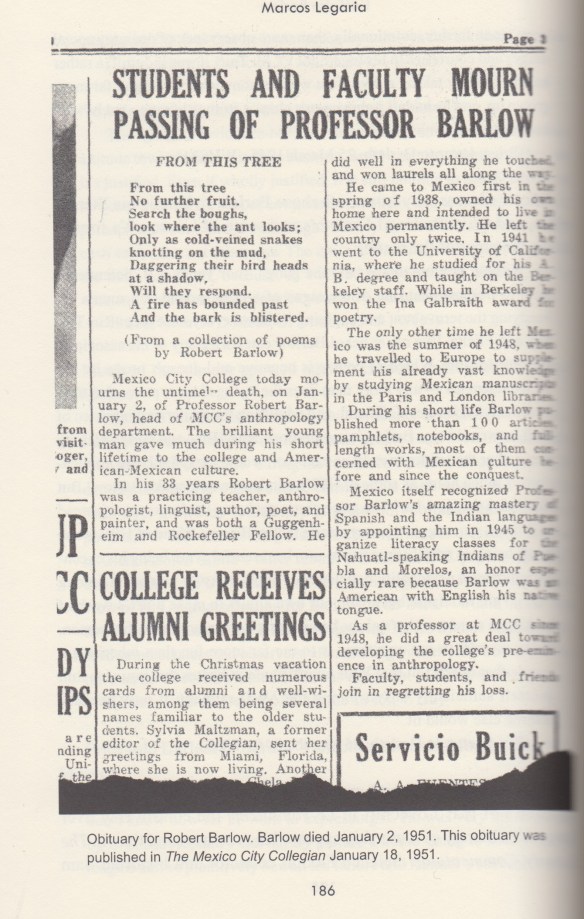 Marcos Legaria
Page
STUDENTS AND FACULTY MOURN
PASSING OF PROFESSOR BARLOW
FROM THIS TREE
From this tree
No further fruit.
Search the boughs,
look where the ant looks;
Only as cold-veined snakes
knotting on the mud,
Daggering their bird heads
at a shadow,
Will they respond.
A fire has bounded past
And the bark is blistered.
(From a collection of poems
by Robert Barlow)
Mexico City College today mo-
urns the death, on Jan-
uary 2, of Professor Robert Bar-
low, head of MCC's anthropology
department. The brilliant young
man gave much during his short
lifetime to the college and Amer-
ican-Mexican culture.
In his 33 years Robert Barlow
was a practicing teacher, anthro-
pologist, linguist, author, poet, and
painter, and was both a Guggenh-
eim and Rockefeller Fellow. He
did well in everything he touched
and won laurels all along the
He came to Mexico first in the
spring of 1938, owned his own
home here and intended to live in
Mexico permanently. He left the
country only twice. In 1941 he
went to the University of Califor-
nia, where he studied for his A.
B. degree and taught on the Ber-
keley staff. While in Berkeley he
won the Ina Galbraith award for
poetry.
The only other time he left Mex-
ico was the summer of 1948, when
he travelled to Europe to supple-
ment his already vast knowledge
by studying Mexican manuscripts
in the Paris and London libraries.
During his short life Barlow pu-
blished more than 100 articles,
pamphlets, notebooks, and full-
length works, most of them con-
cerned with Mexican culture be-
fore and since the conquest.
Mexico itself recognized Profes-
sor Barlow's amazing mastery of
Spanish and the Indian languages
by appointing him in 1945 to or-
ganize literacy classes for the
Nahuatl-speaking Indians of Pue-
bla and Morelos, an honor espe-
cially rare because Barlow was an
American with English his native
tongue.
As a professor at MCC since
1948, he did a great deal toward
developing the college's pre-emin-
ence in anthropology.
Faculty, students, and friends
join in regretting his loss.
from
visit-
oger,
and
UP
CC
DY
IPS
are
nding
Uni-
f the
COLLEGE RECEIVES
ALUMNI GREETINGS
During the Christmas vacation
the college received numerous
cards from alumni and well-wi-
shers, among them being several
names familiar to the older stu-
dents. Sylvia Maltzman, a former
editor of the Collegian, sent her
greetings from Miami, Florida,
where she is now living. Another
Servicio Buick
Obituary for Robert Barlow. Barlow died January 2, 1951. This obituary was
published in The Mexico City Collegian January 18, 1951.
186